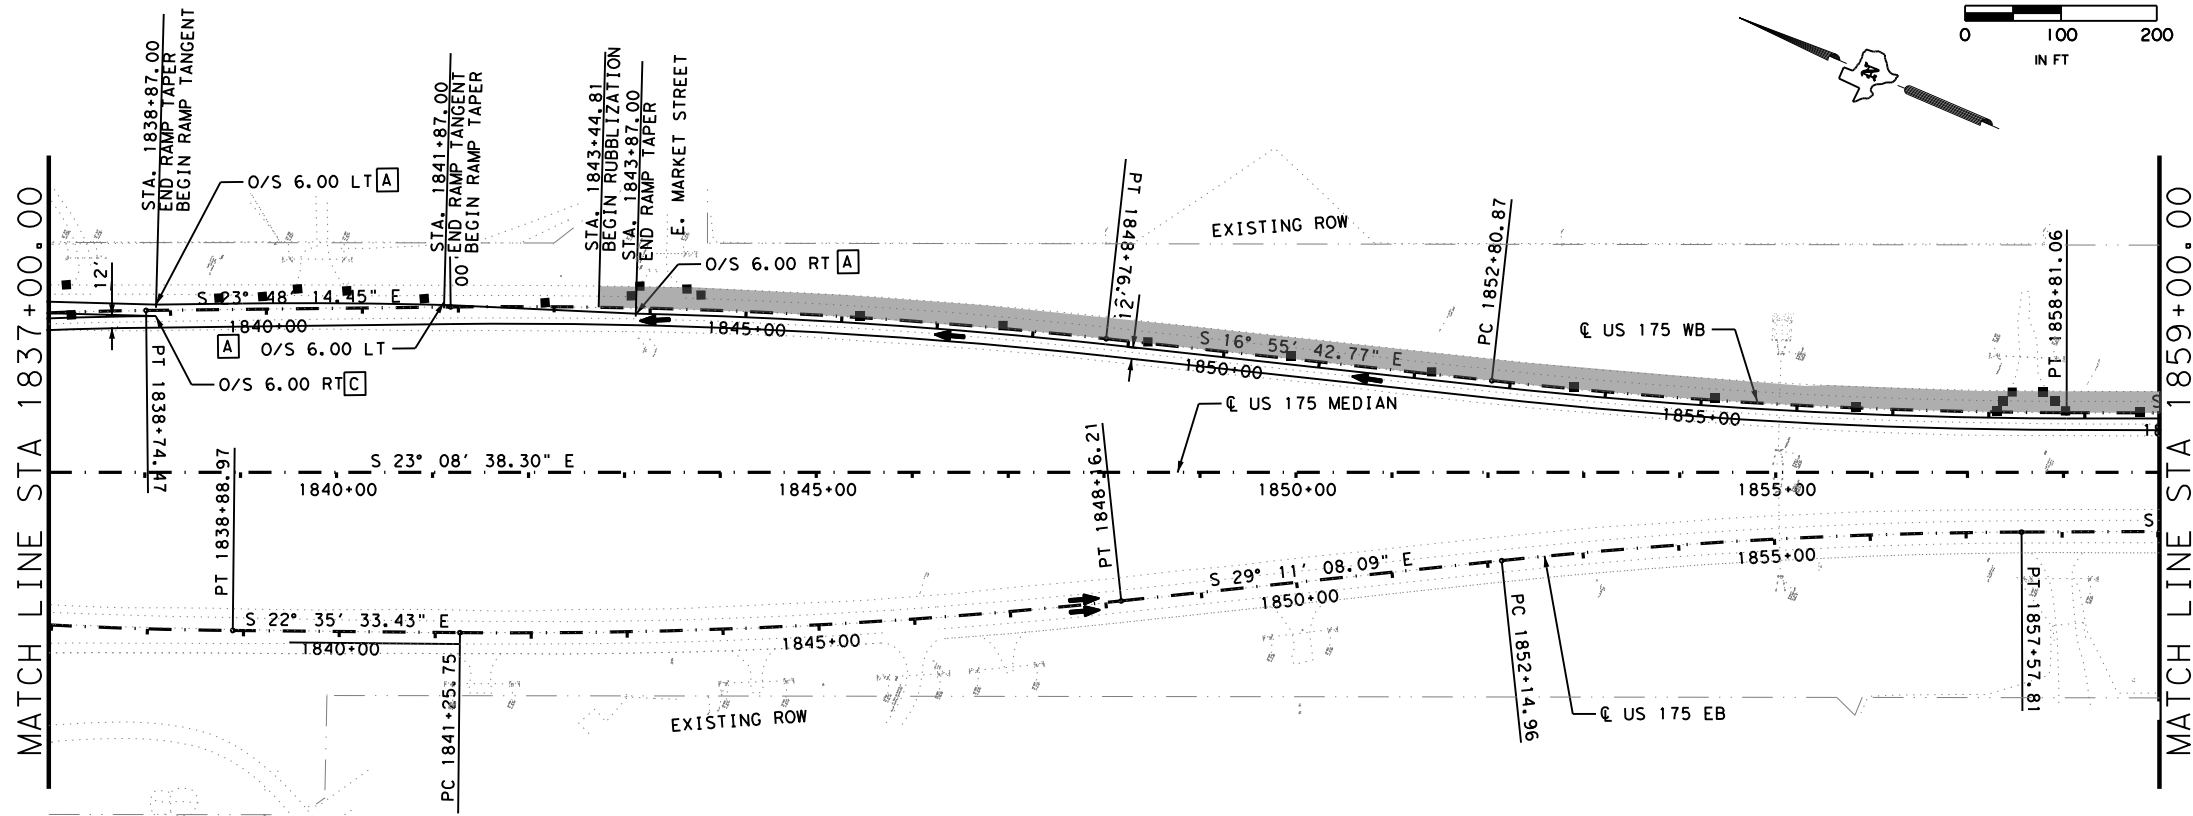 0 100 200
IN FT
N
MATCH LINE STA 1837+00.00
STA. 1838+87.00
END RAMP TAPER
BEGIN RAMP TANGENT
STA. 1841+87.00
END RAMP TANGENT
BEGIN RAMP TAPER
STA. 1843+44.81
BEGIN RUBBLIZATION
STA. 1843+87.00
END RAMP TAPER
E. MARKET STREET
O/S 6.00 LT A
O/S 6.00 RT A
12'
S 23° 48' 14.45" E
1840+00
A O/S 6.00 LT
O/S 6.00 RT C
PT 1838+74.47
1845+00
PT 1848+76.21
12'
EXISTING ROW
S 16° 55' 42.77" E
1850+00
PC 1852+80.87
℄ US 175 WB
1855+00
PT 1858+81.06
S
℄ US 175 MEDIAN
S 23° 08' 38.30" E
1840+00
1845+00
1850+00
1855+00
PT 1838+88.97
S 22° 35' 33.43" E
1840+00
PC 1841+25.75
1845+00
PT 1848+16.21
S 29° 11' 08.09" E
1850+00
PC 1852+14.96
℄ US 175 EB
1855+00
PT 1857+57.81
S
EXISTING ROW
MATCH LINE STA 1859+00.00